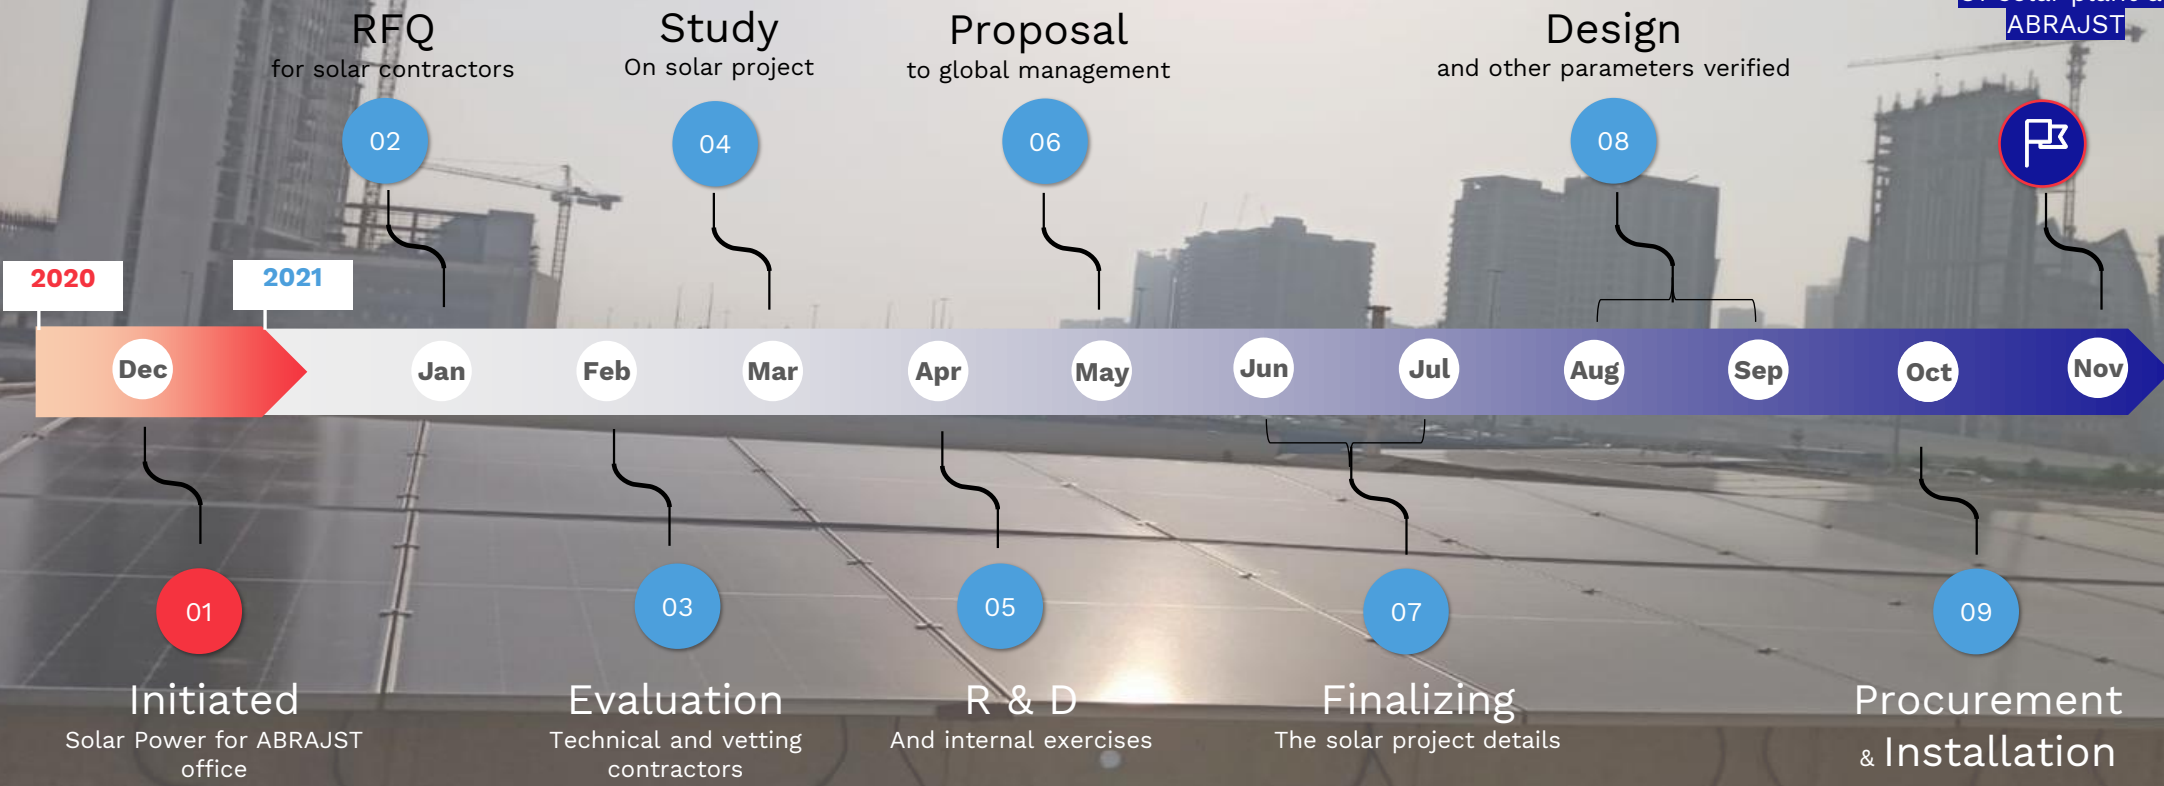 RFQ
for solar contractors
02
Study
On solar project
04
Proposal
to global management
06
Design
and other parameters verified
08
ABRAJST
2020
2021
Dec
Jan
Feb
Mar
Apr
May
Jun
Jul
Aug
Sep
Oct
Nov
01
Initiated
Solar Power for ABRAJST
office
03
Evaluation
Technical and vetting
contractors
05
R & D
And internal exercises
07
Finalizing
The solar project details
09
Procurement
& Installation